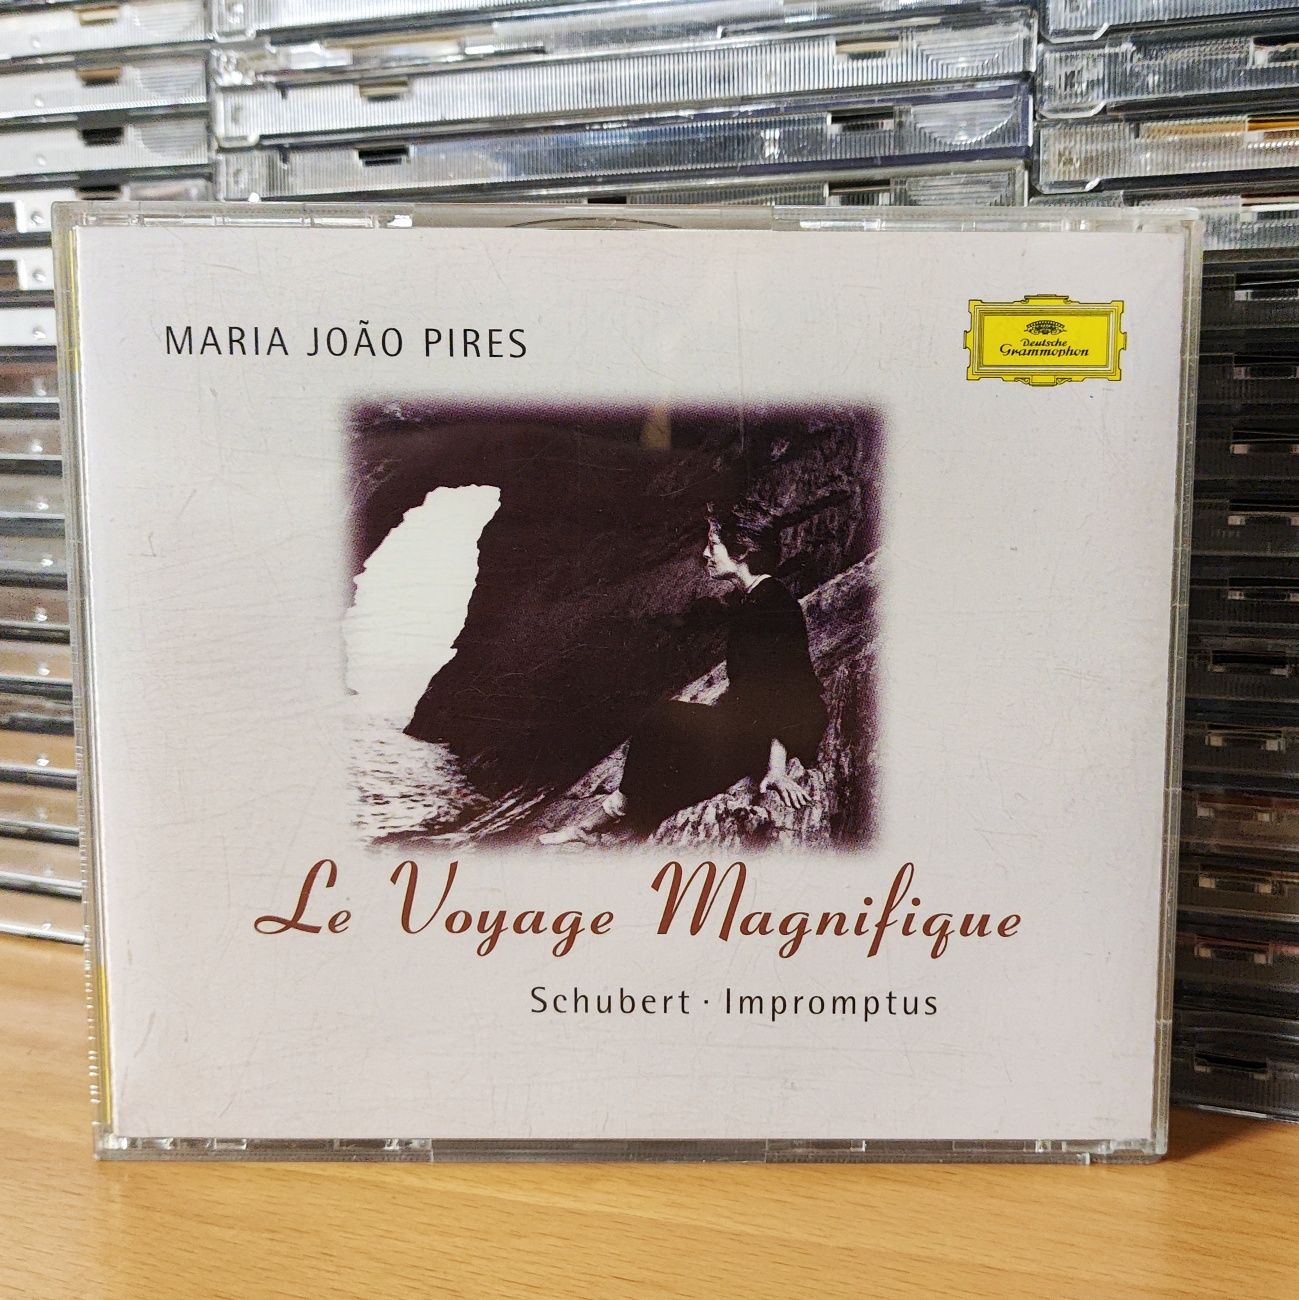 MARIA JOÃO PIRES
Deutsche
Grammophon
Le Voyage Magnifique
Schubert · Impromptus